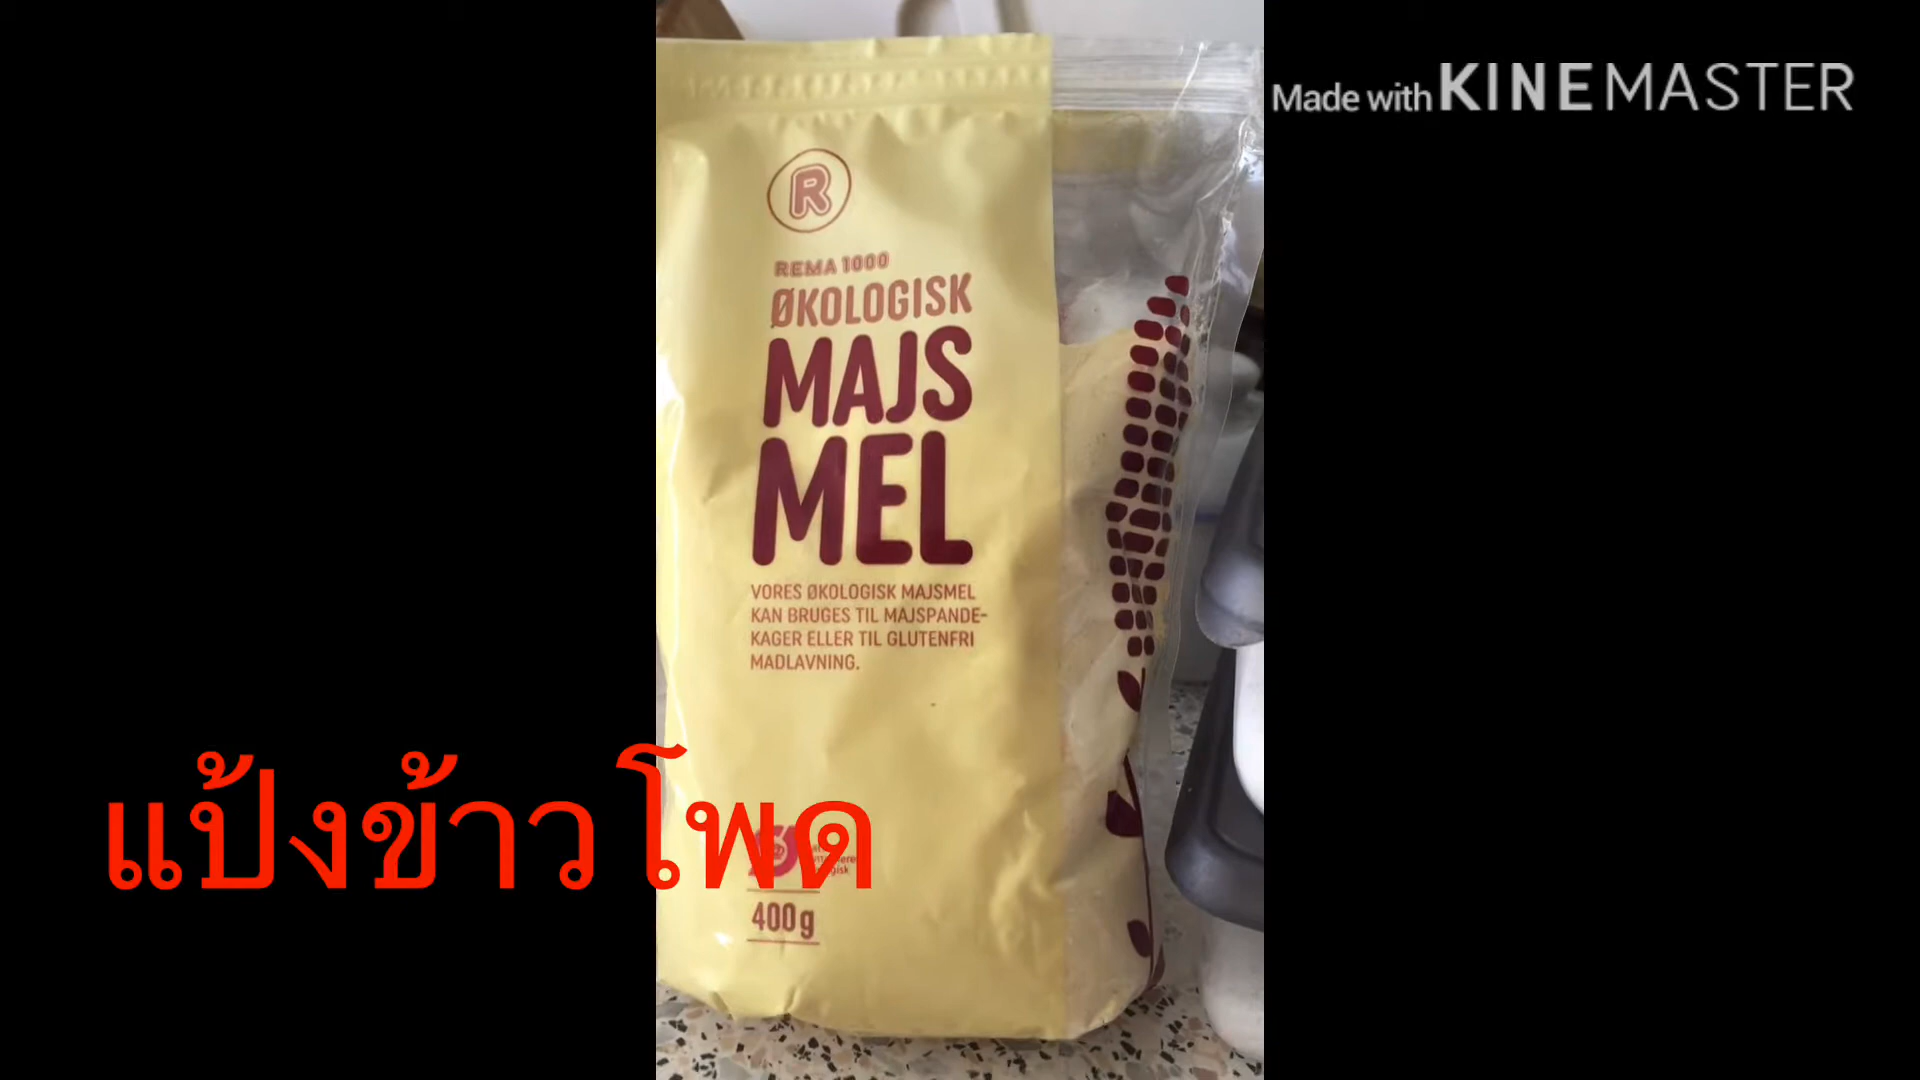 Made with KINEMASTER
R
REMA 1000
ØKOLOGISK
MAJS
MEL
VORES ØKOLOGISK MAJSMEL
KAN BRUGES TIL MAJSPANDE-
KAGER ELLER TIL GLUTENFRI
MADLAVNING.
แป้งข้าวโพด
400g